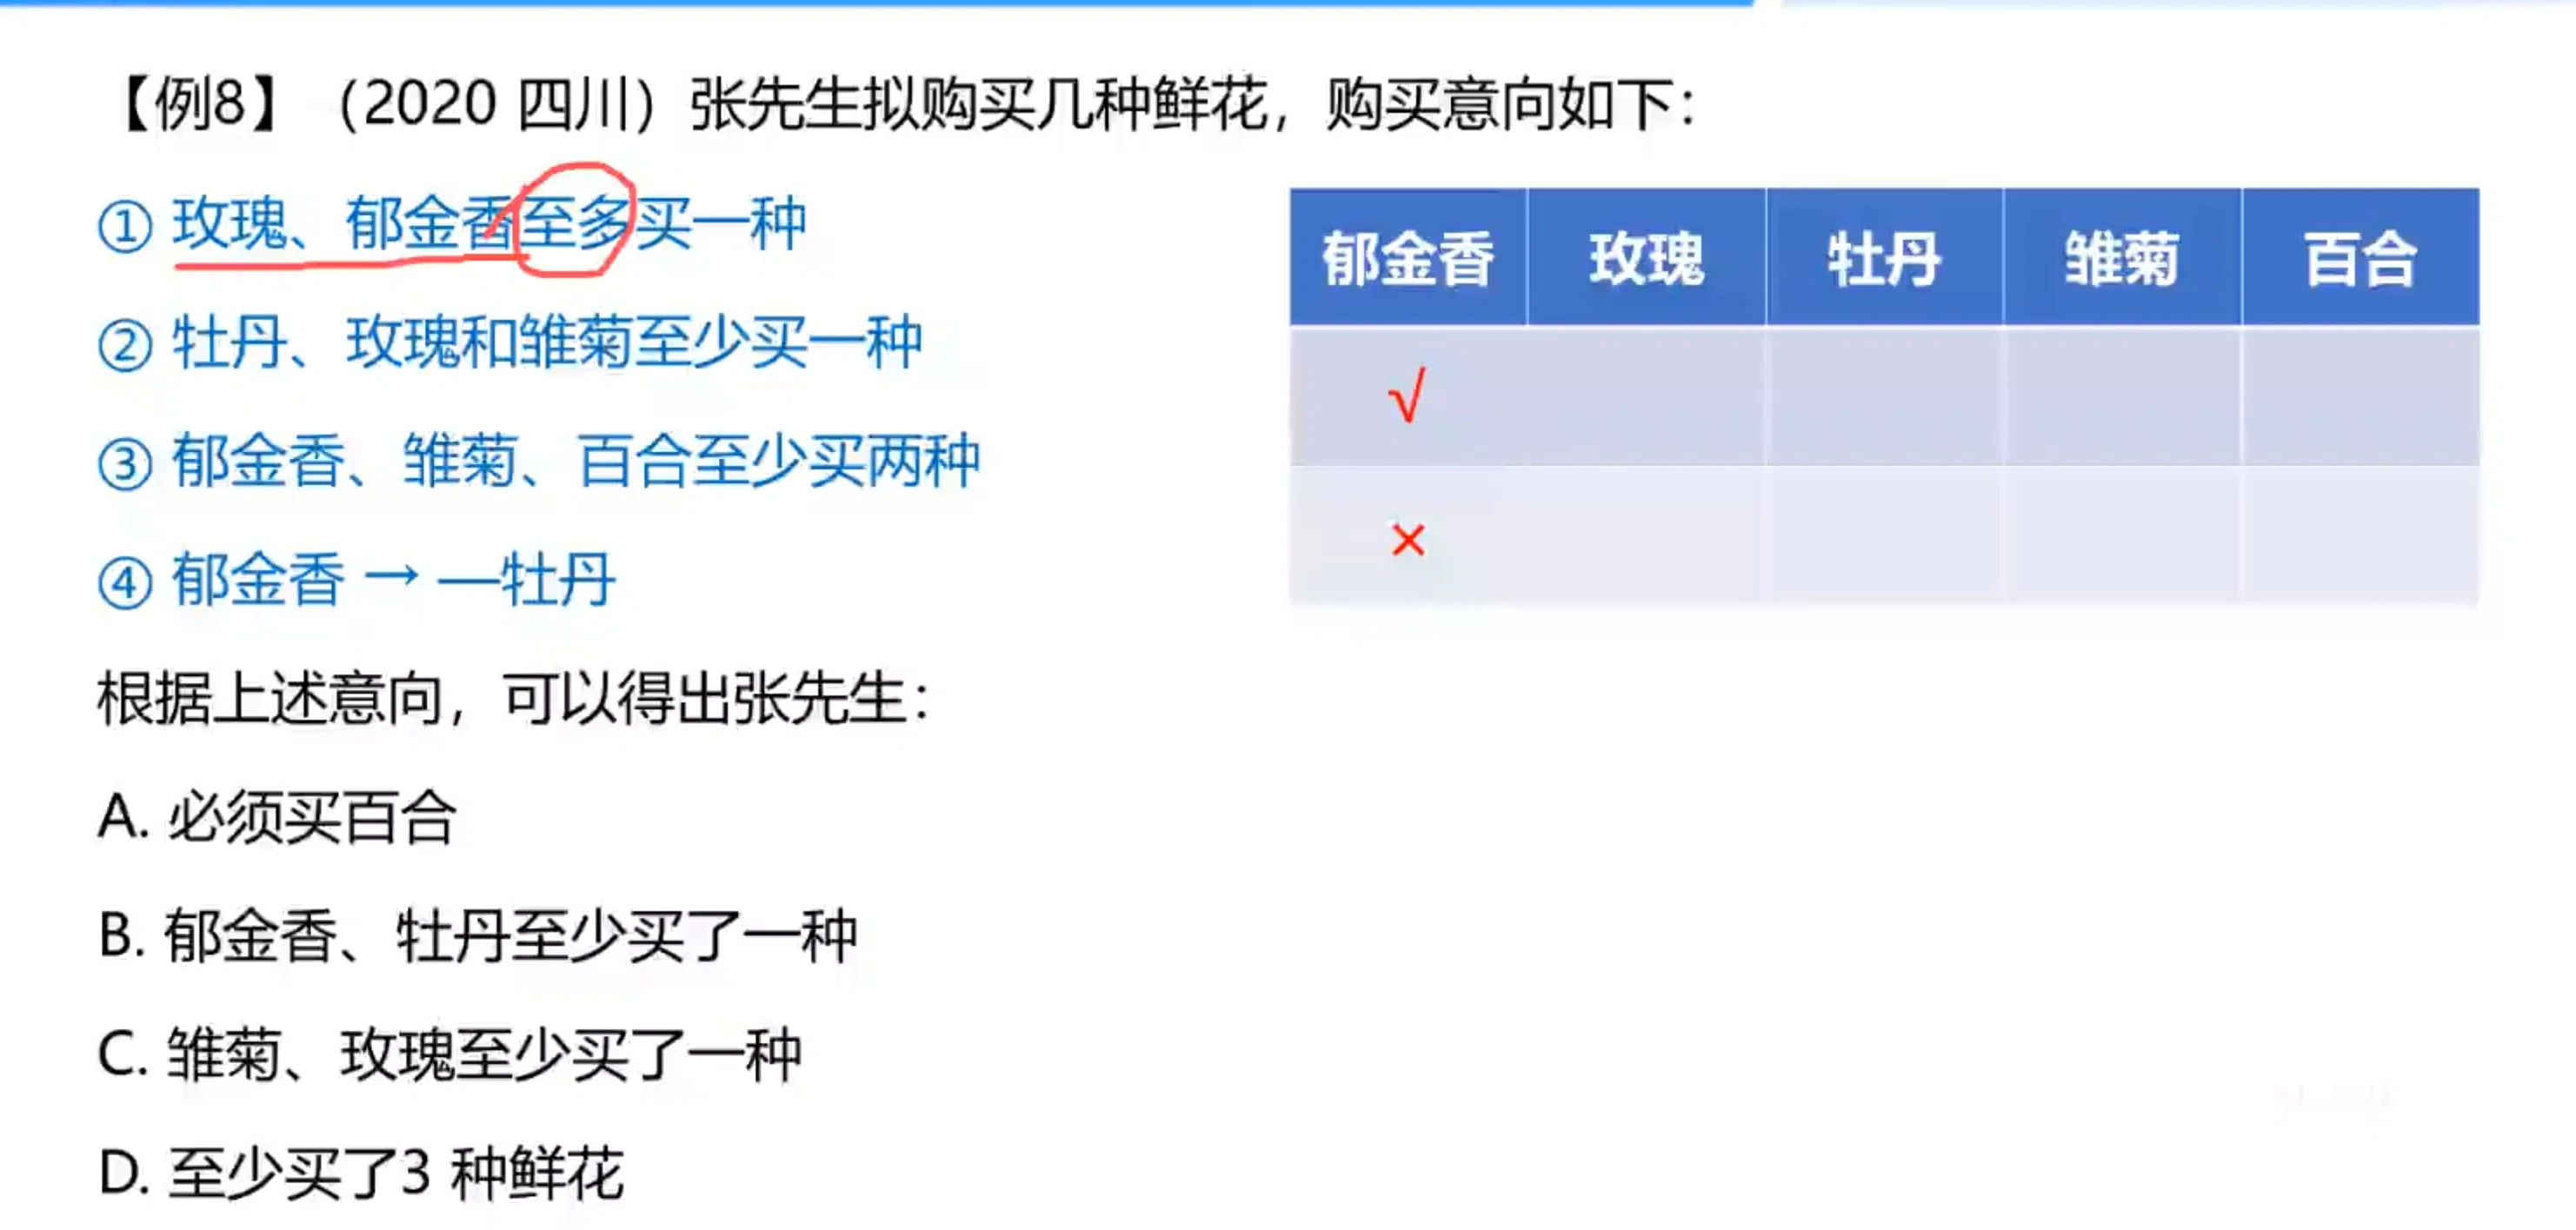 【例8】（2020 四川）张先生拟购买几种鲜花，购买意向如下：
① 玫瑰、郁金香至多买一种
② 牡丹、玫瑰和雏菊至少买一种
③ 郁金香、雏菊、百合至少买两种
④ 郁金香 → —牡丹
郁金香 玫瑰 牡丹 雏菊 百合
√
×
根据上述意向，可以得出张先生：
A. 必须买百合
B. 郁金香、牡丹至少买了一种
C. 雏菊、玫瑰至少买了一种
D. 至少买了3 种鲜花